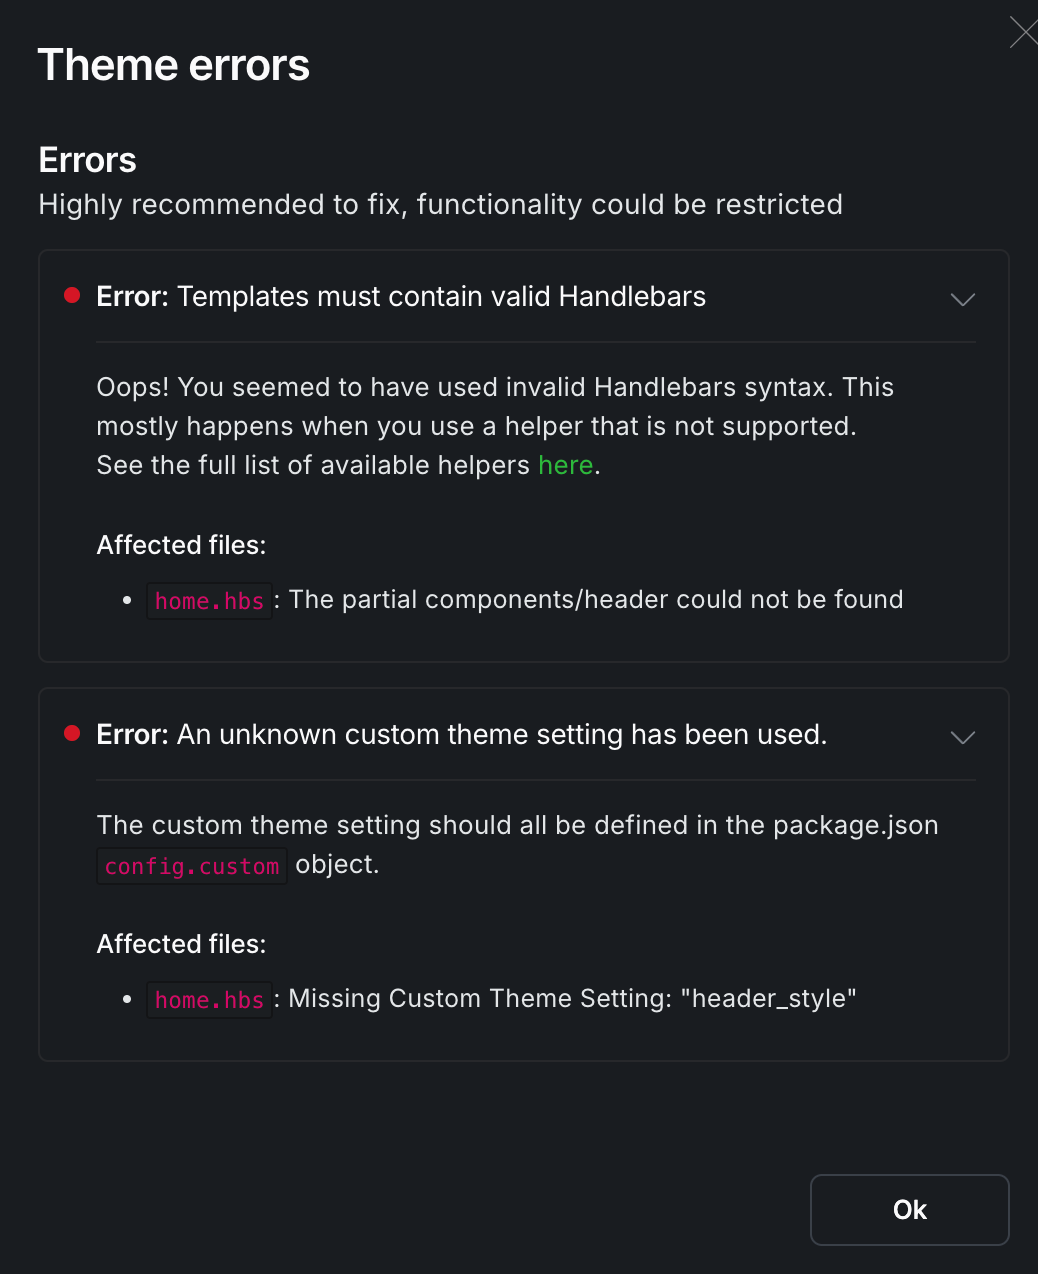 Theme errors
Errors
Highly recommended to fix, functionality could be restricted
Error: Templates must contain valid Handlebars
Oops! You seemed to have used invalid Handlebars syntax. This
mostly happens when you use a helper that is not supported.
See the full list of available helpers here.
Affected files:
• home.hbs: The partial components/header could not be found
Error: An unknown custom theme setting has been used.
The custom theme setting should all be defined in the package.json
config.custom object.
Affected files:
• home.hbs: Missing Custom Theme Setting: "header_style"
Ok